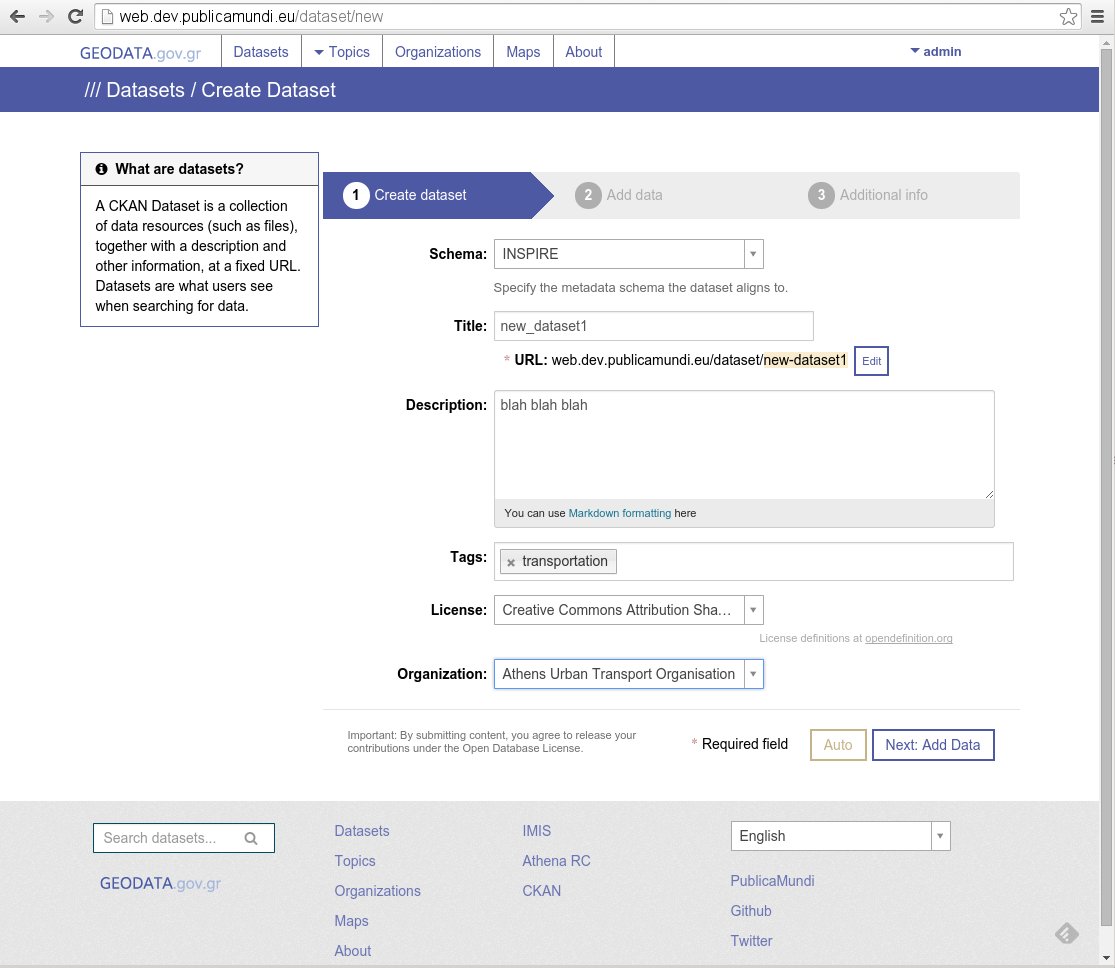 web.dev.publicamundi.eu/dataset/new
GEODATA.gov.gr Datasets Topics Organizations Maps About admin
/// Datasets / Create Dataset
What are datasets?
A CKAN Dataset is a collection
of data resources (such as files),
together with a description and
other information, at a fixed URL.
Datasets are what users see
when searching for data.
1 Create dataset 2 Add data 3 Additional info
Schema: INSPIRE
Specify the metadata schema the dataset aligns to.
Title: new_dataset1
* URL: web.dev.publicamundi.eu/dataset/new-dataset1 Edit
Description: blah blah blah
You can use Markdown formatting here
Tags: × transportation
License: Creative Commons Attribution Sha...
License definitions at opendefinition.org
Organization: Athens Urban Transport Organisation
Important: By submitting content, you agree to release your
contributions under the Open Database License.
* Required field Auto Next: Add Data
Search datasets...
GEODATA.gov.gr
Datasets
Topics
Organizations
Maps
About
IMIS
Athena RC
CKAN
English
PublicaMundi
Github
Twitter